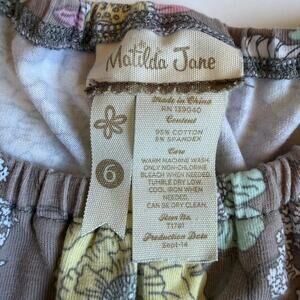 Matilda Jane
Made in China
RN 139040
Content
95% COTTON
5% SPANDEX
Care
WARM MACHINE WASH.
ONLY NON-CHLORINE
BLEACH WHEN NEEDED.
TUMBLE DRY LOW.
COOL IRON WHEN
NEEDED.
CAN BE DRY CLEAN.
Item No.
11781
Production Date
Sept-14
6